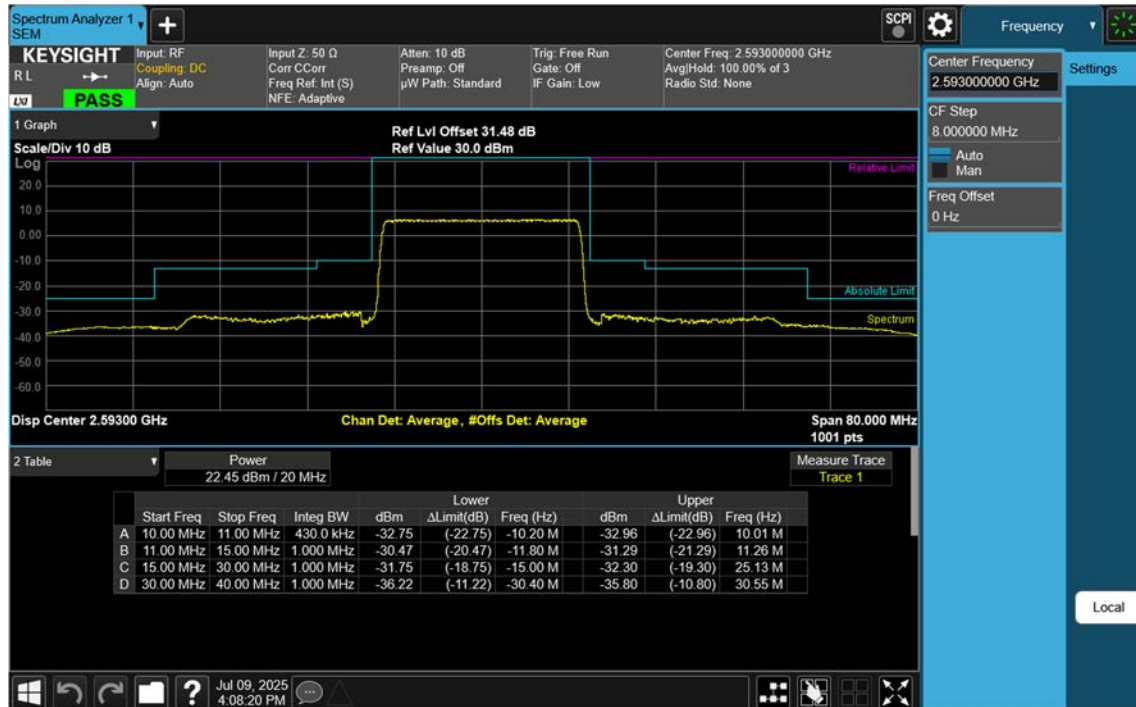 Spectrum Analyzer 1
SEM
SCPI
Frequency
KEYSIGHT
R L
LXI
PASS
Input: RF
Coupling: DC
Align: Auto
Input Z: 50 Ω
Corr CCorr
Freq Ref: Int (S)
NFE: Adaptive
Atten: 10 dB
Preamp: Off
µW Path: Standard
Trig: Free Run
Gate: Off
IF Gain: Low
Center Freq: 2.593000000 GHz
Avg|Hold: 100.00% of 3
Radio Std: None
Center Frequency
2.593000000 GHz
Settings
CF Step
8.000000 MHz
Auto
Man
Freq Offset
0 Hz
1 Graph
Scale/Div 10 dB
Ref Lvl Offset 31.48 dB
Ref Value 30.0 dBm
Log
20.0
10.0
0.00
-10.0
-20.0
-30.0
-40.0
-50.0
-60.0
Relative Limit
Absolute Limit
Spectrum
Disp Center 2.59300 GHz
Chan Det: Average, #Offs Det: Average
Span 80.000 MHz
1001 pts
2 Table
Power
22.45 dBm / 20 MHz
Measure Trace
Trace 1
Lower Upper
Start Freq Stop Freq Integ BW dBm ΔLimit(dB) Freq (Hz) dBm ΔLimit(dB) Freq (Hz)
A 10.00 MHz 11.00 MHz 430.0 kHz -32.75 (-22.75) -10.20 M -32.96 (-22.96) 10.01 M
B 11.00 MHz 15.00 MHz 1.000 MHz -30.47 (-20.47) -11.80 M -31.29 (-21.29) 11.26 M
C 15.00 MHz 30.00 MHz 1.000 MHz -31.75 (-18.75) -15.00 M -32.30 (-19.30) 25.13 M
D 30.00 MHz 40.00 MHz 1.000 MHz -36.22 (-11.22) -30.40 M -35.80 (-10.80) 30.55 M
Local
Jul 09, 2025
4:08:20 PM